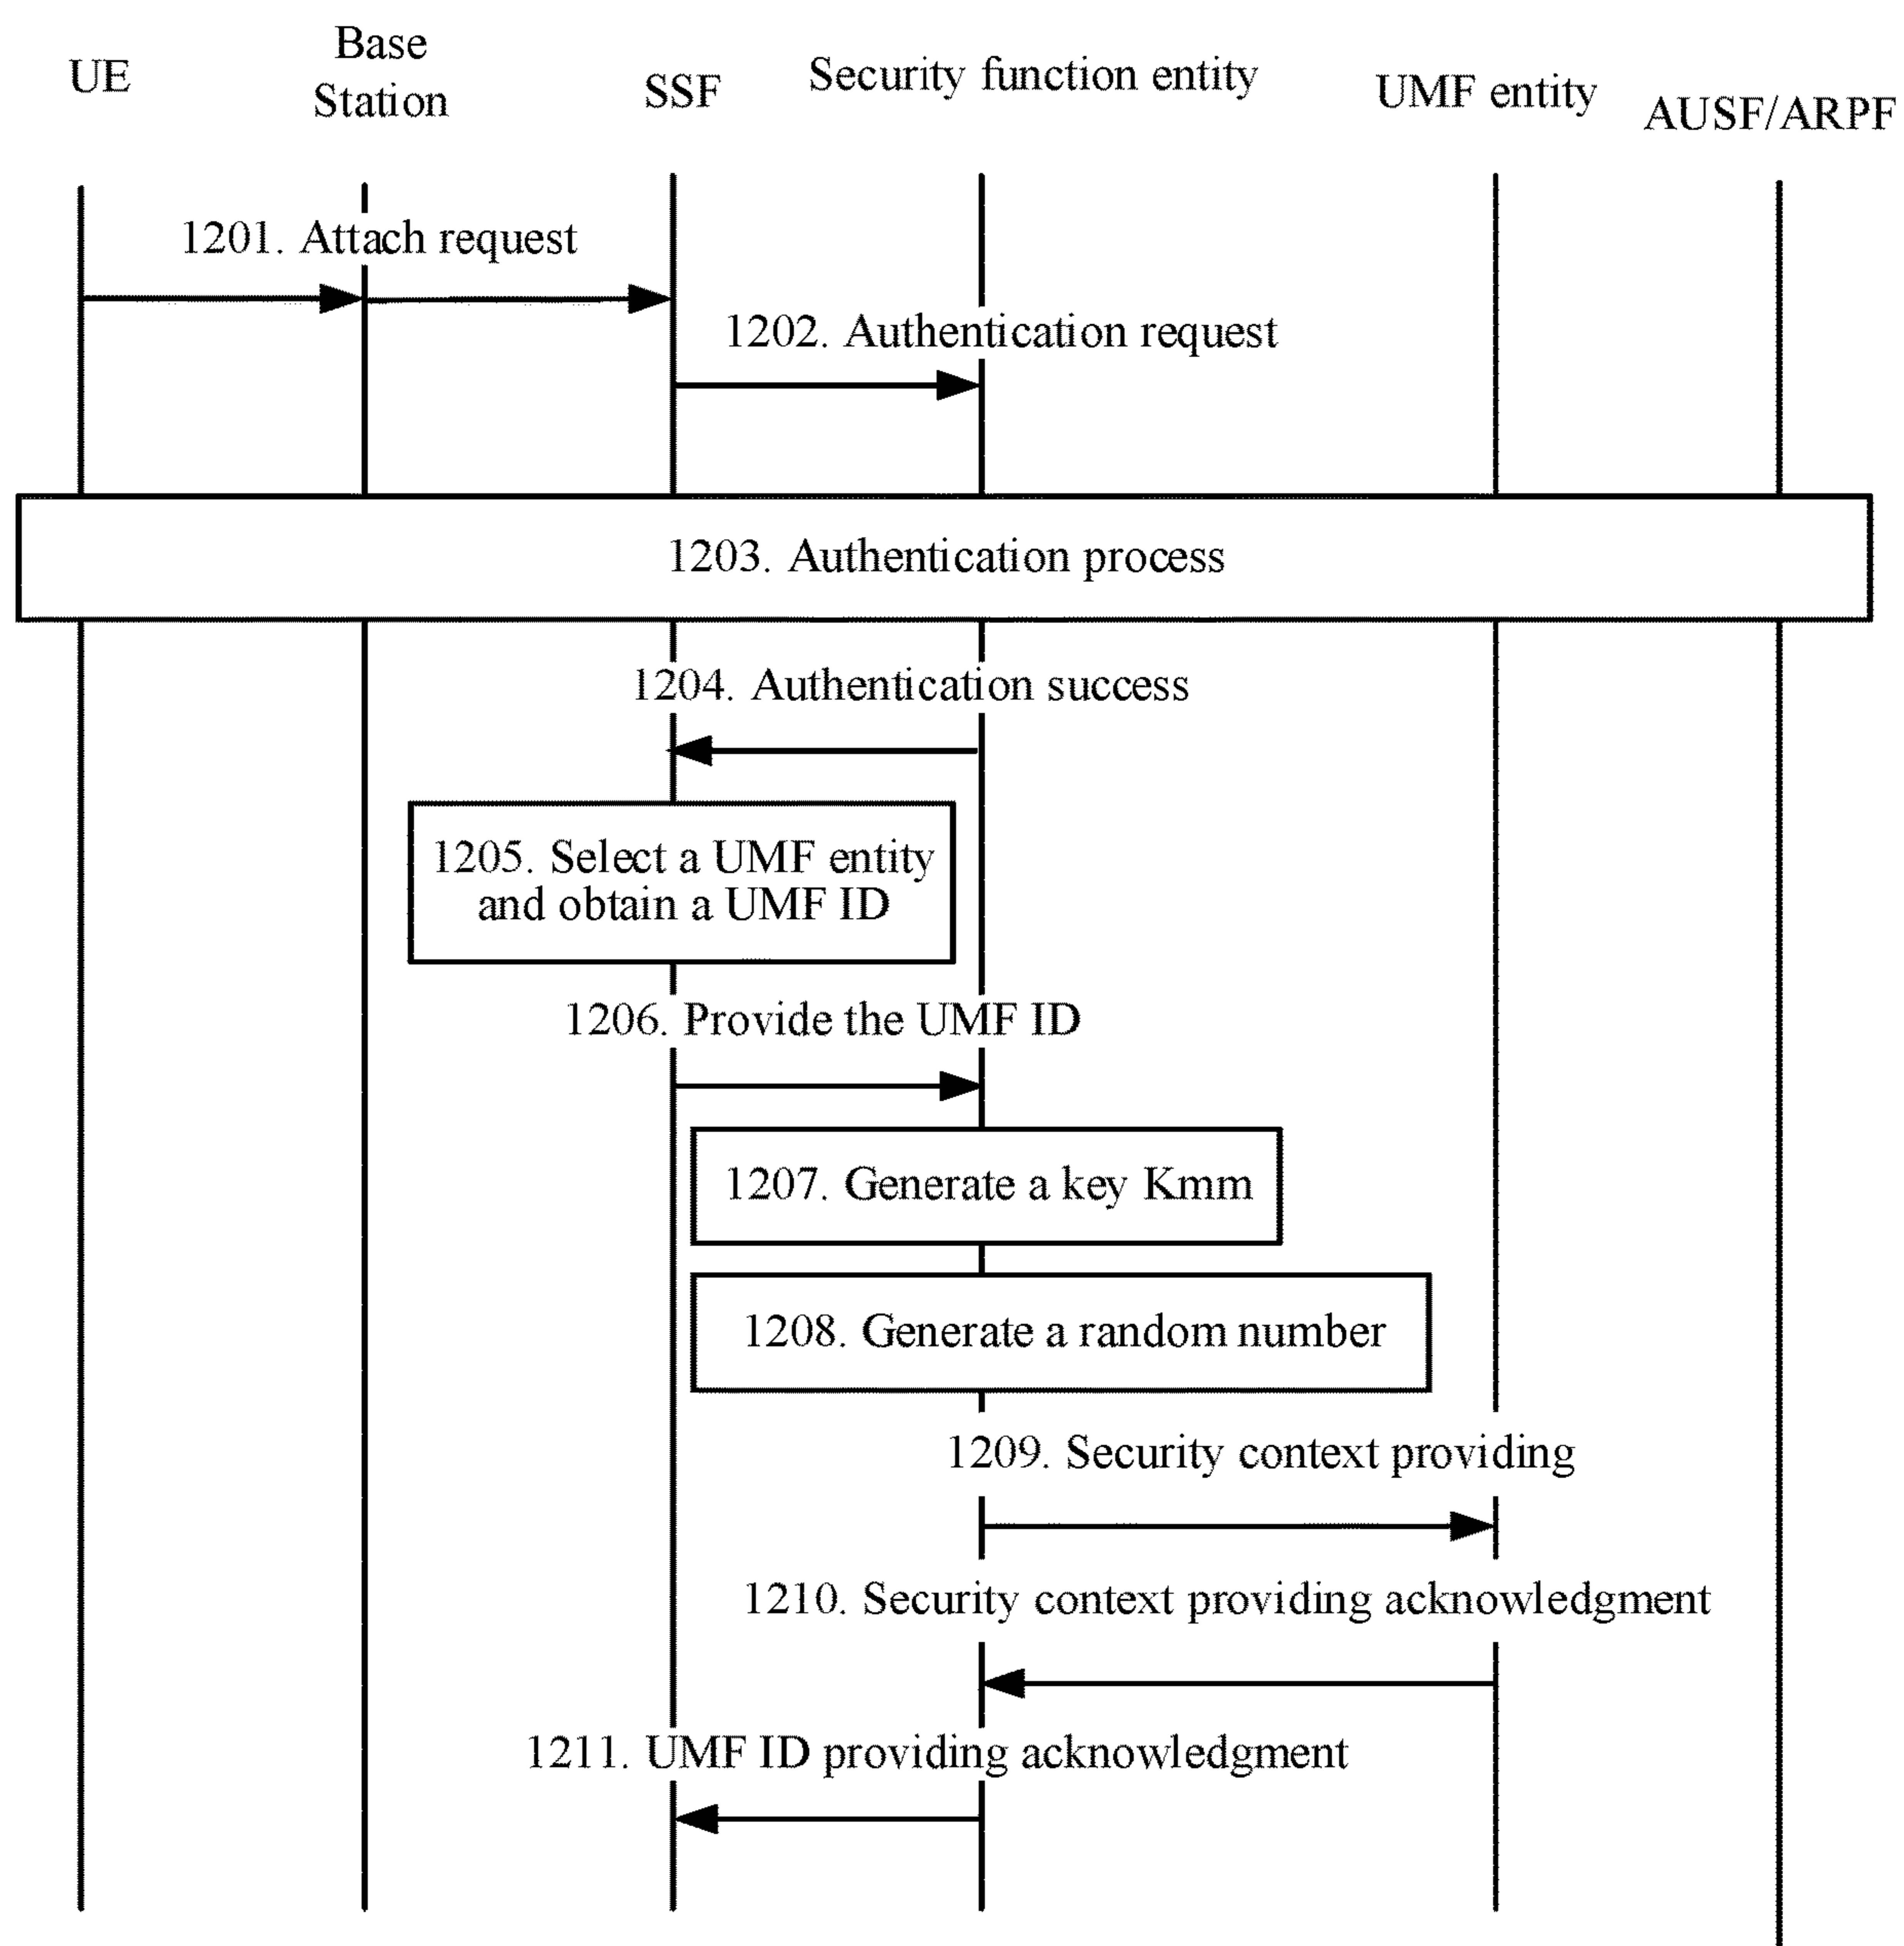 UE
Base
Station
SSF
Security function entity
UMF entity
AUSF/ARPF
1201. Attach request
1202. Authentication request
1203. Authentication process
1204. Authentication success
1205. Select a UMF entity
and obtain a UMF ID
1206. Provide the UMF ID
1207. Generate a key Kmm
1208. Generate a random number
1209. Security context providing
1210. Security context providing acknowledgment
1211. UMF ID providing acknowledgment